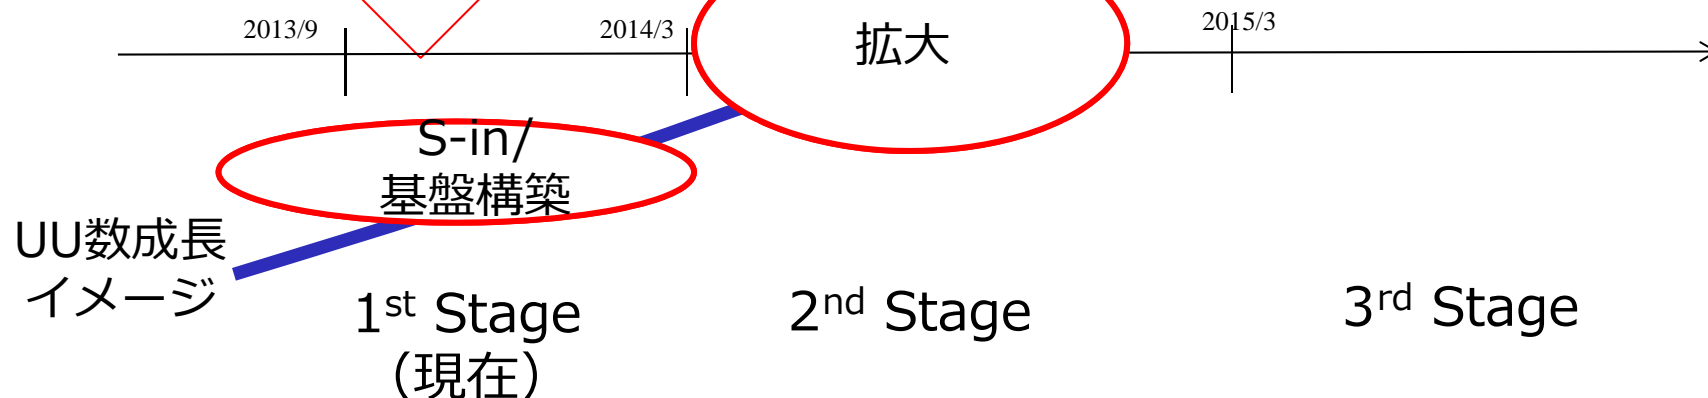 2013/9
2014/3
2015/3
拡大
S-in/
基盤構築
UU数成長
イメージ
1st Stage
（現在）
2nd Stage
3rd Stage